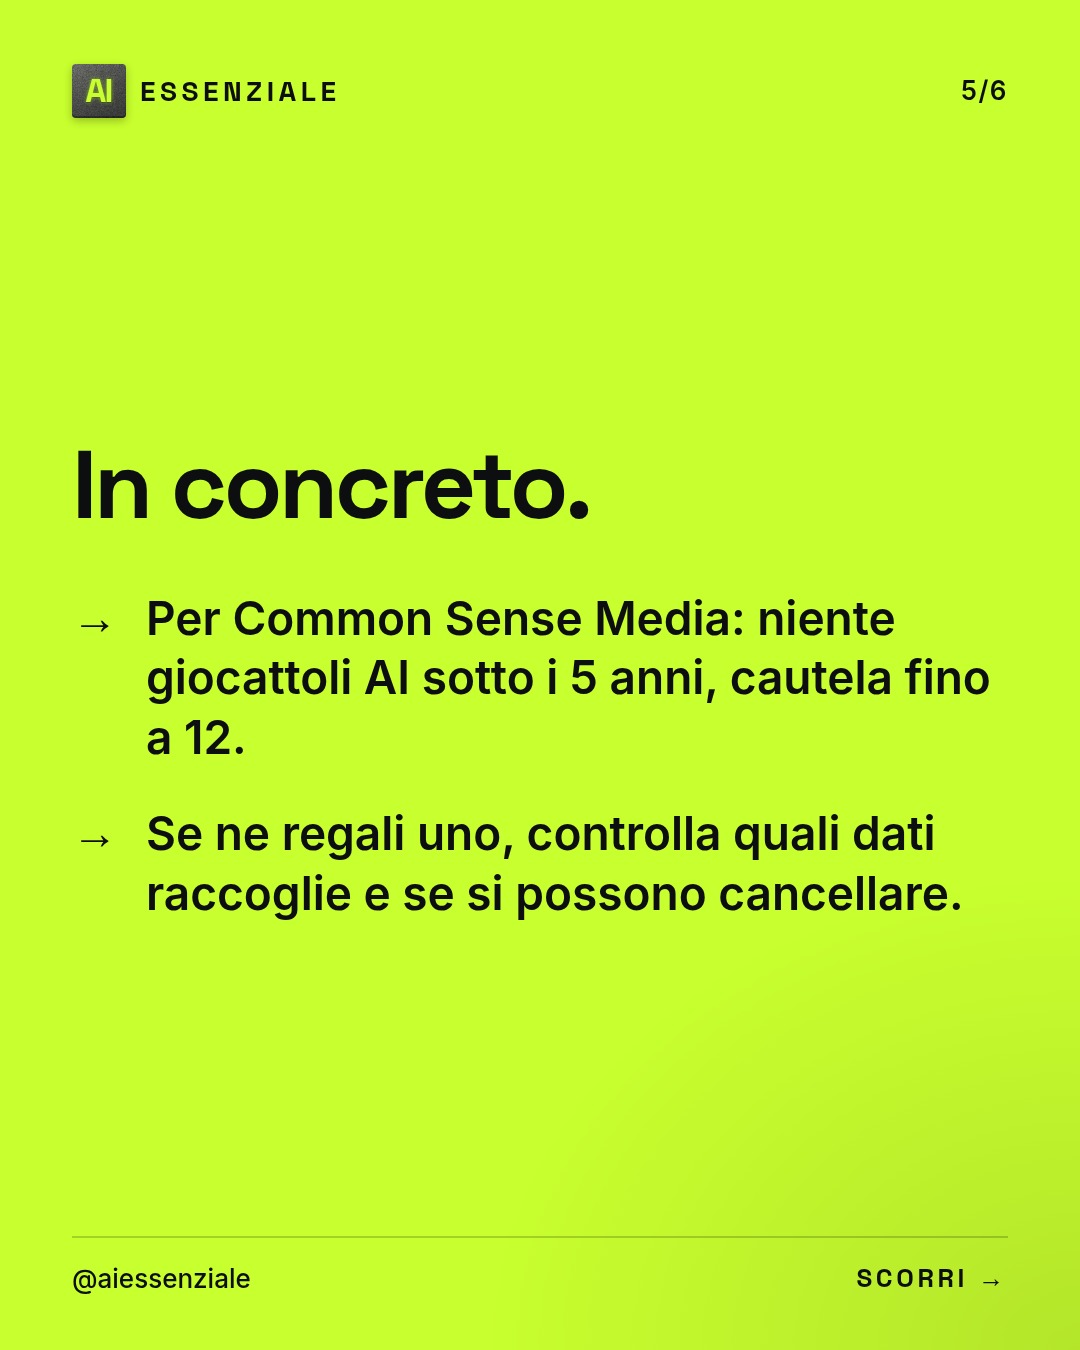 AI ESSENZIALE
5/6
In concreto.
→ Per Common Sense Media: niente
giocattoli AI sotto i 5 anni, cautela fino
a 12.
→ Se ne regali uno, controlla quali dati
raccoglie e se si possono cancellare.
@aiessenziale
SCORRI →